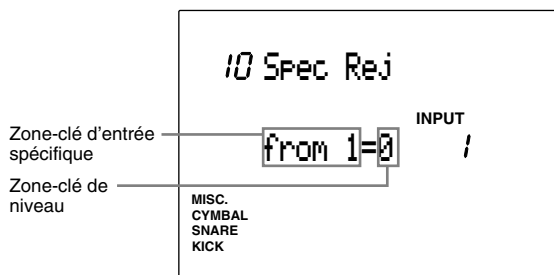 10 Spec Rej
Zone-clé d'entrée
spécifique
from 1=0
INPUT
1
Zone-clé de
niveau
MISC.
CYMBAL
SNARE
KICK